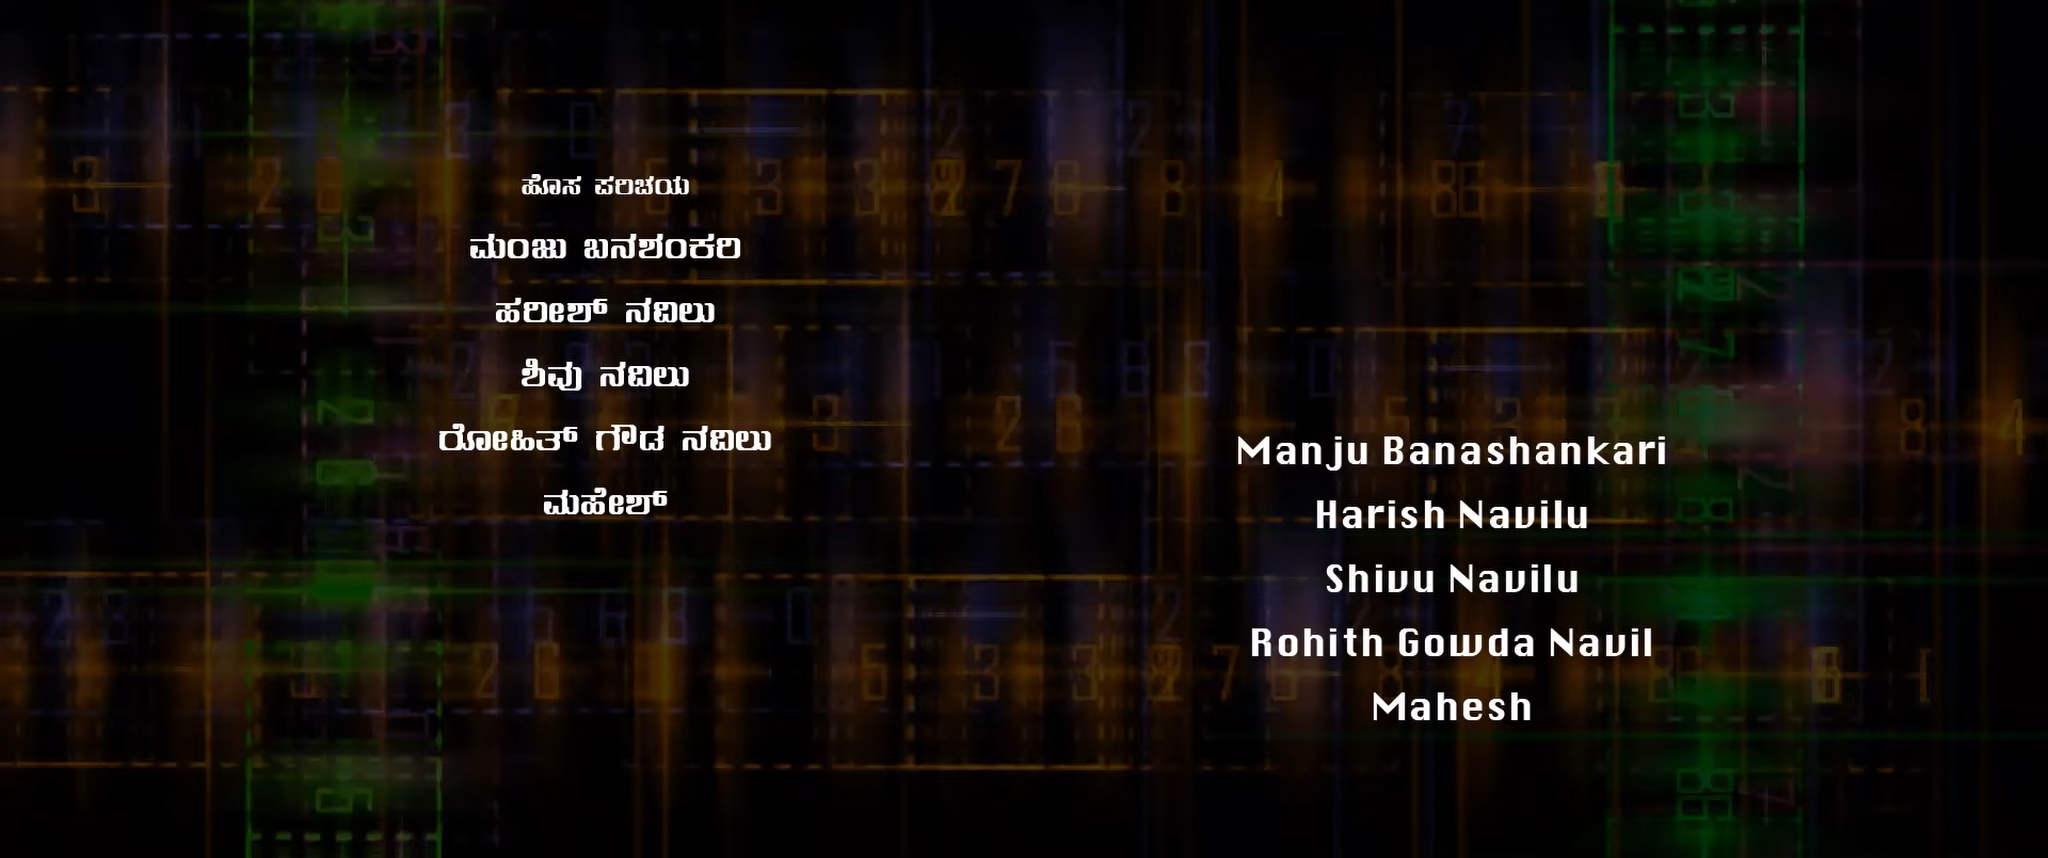 ಹೊಸ ಪರಿಚಯ
ಮಂಜು ಬನಶಂಕರಿ
ಹರೀಶ್ ನವಿಲು
ಶಿವು ನವಿಲು
ರೋಹಿತ್ ಗೌಡ ನವಿಲು
ಮಹೇಶ್
Manju Banashankari
Harish Navilu
Shivu Navilu
Rohith Gowda Navil
Mahesh